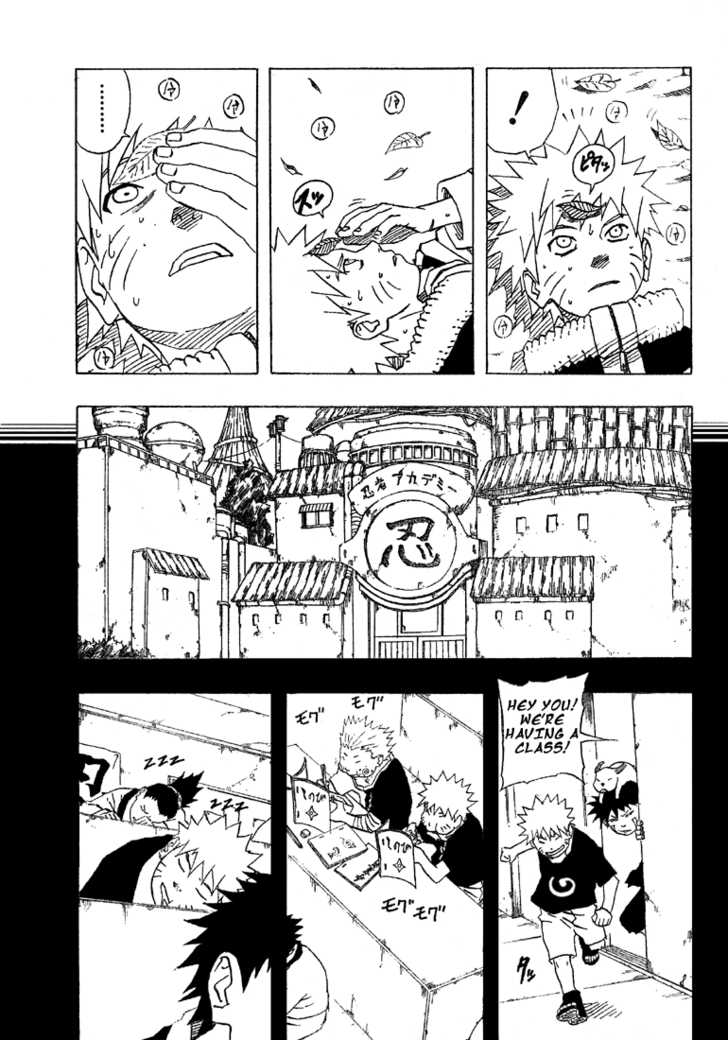 !
ピタッ
スッ
........
忍者アカデミー
忍
HEY YOU!
WE'RE
HAVING A
CLASS!
タッ
モグ
モグ
モグ
モグ
ZZZ
ZZZ